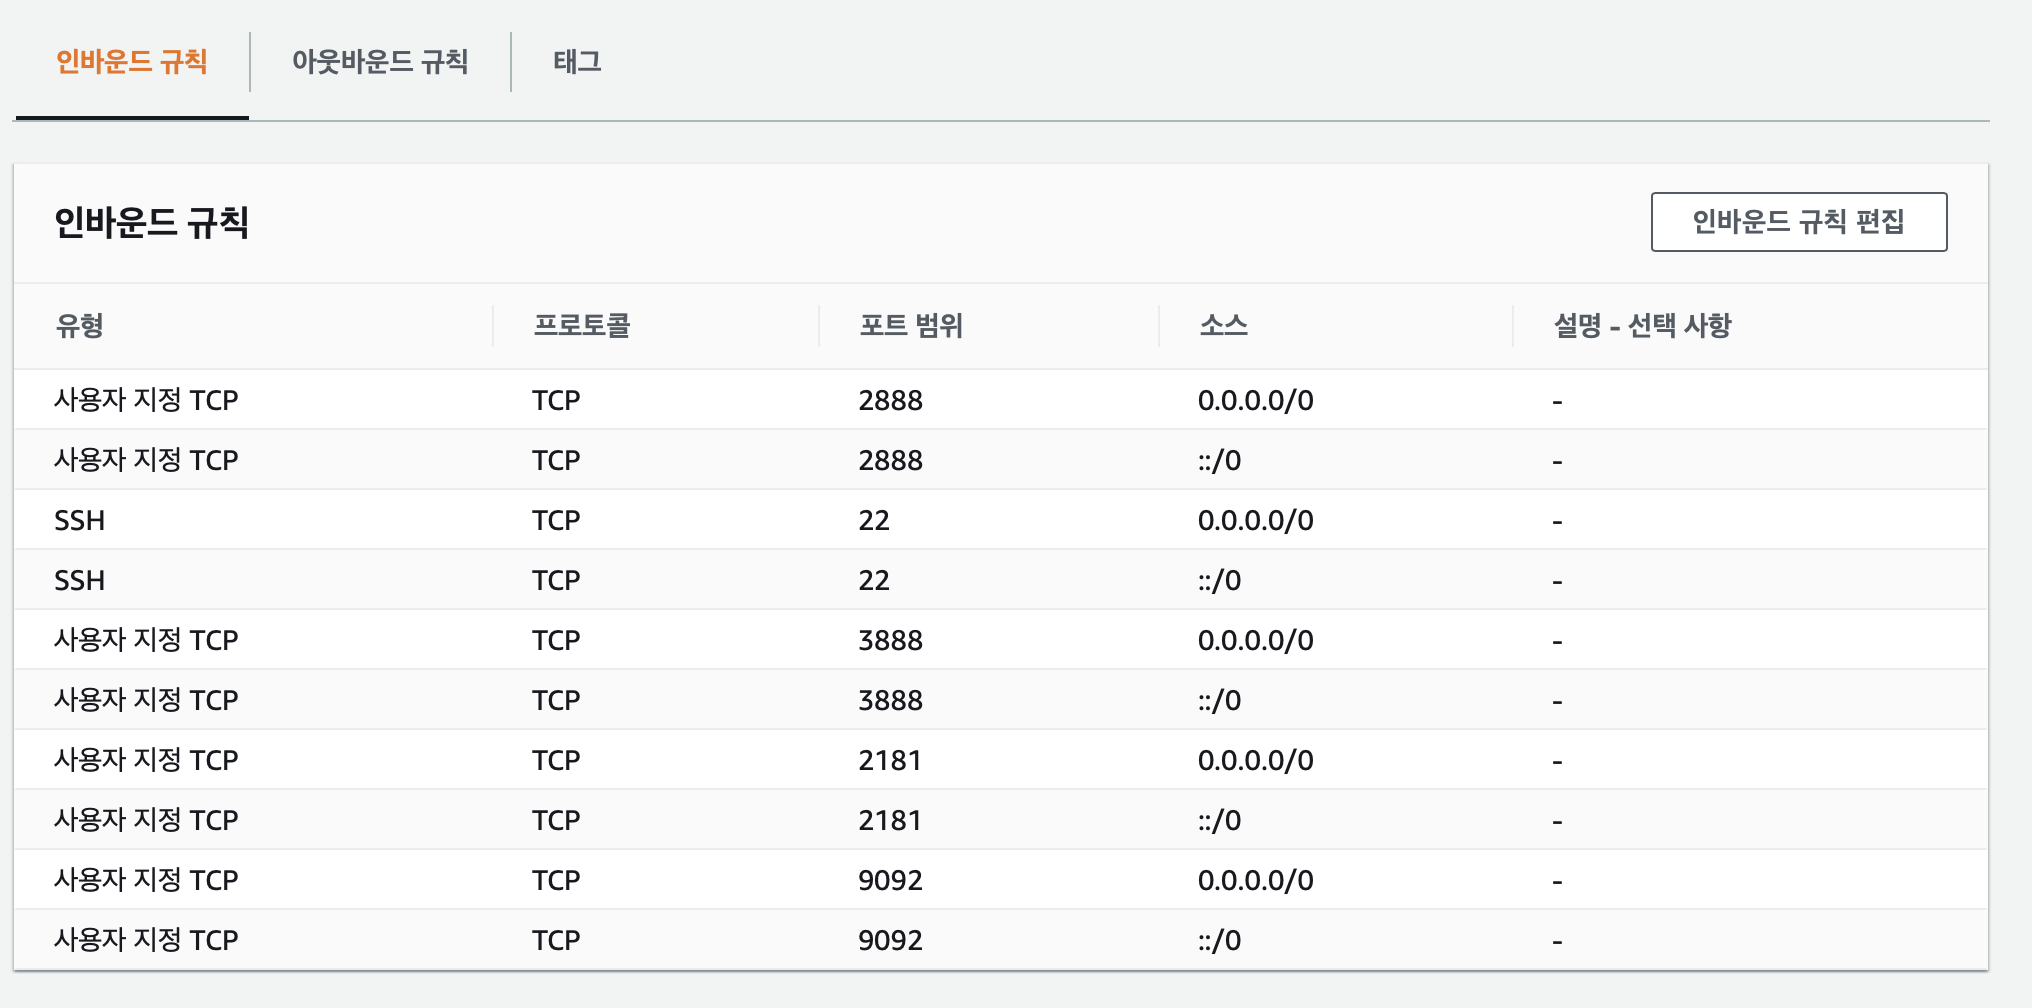 인바운드 규칙 아웃바운드 규칙 태그
인바운드 규칙 인바운드 규칙 편집
유형 프로토콜 포트 범위 소스 설명 - 선택 사항
사용자 지정 TCP TCP 2888 0.0.0.0/0 -
사용자 지정 TCP TCP 2888 ::/0 -
SSH TCP 22 0.0.0.0/0 -
SSH TCP 22 ::/0 -
사용자 지정 TCP TCP 3888 0.0.0.0/0 -
사용자 지정 TCP TCP 3888 ::/0 -
사용자 지정 TCP TCP 2181 0.0.0.0/0 -
사용자 지정 TCP TCP 2181 ::/0 -
사용자 지정 TCP TCP 9092 0.0.0.0/0 -
사용자 지정 TCP TCP 9092 ::/0 -